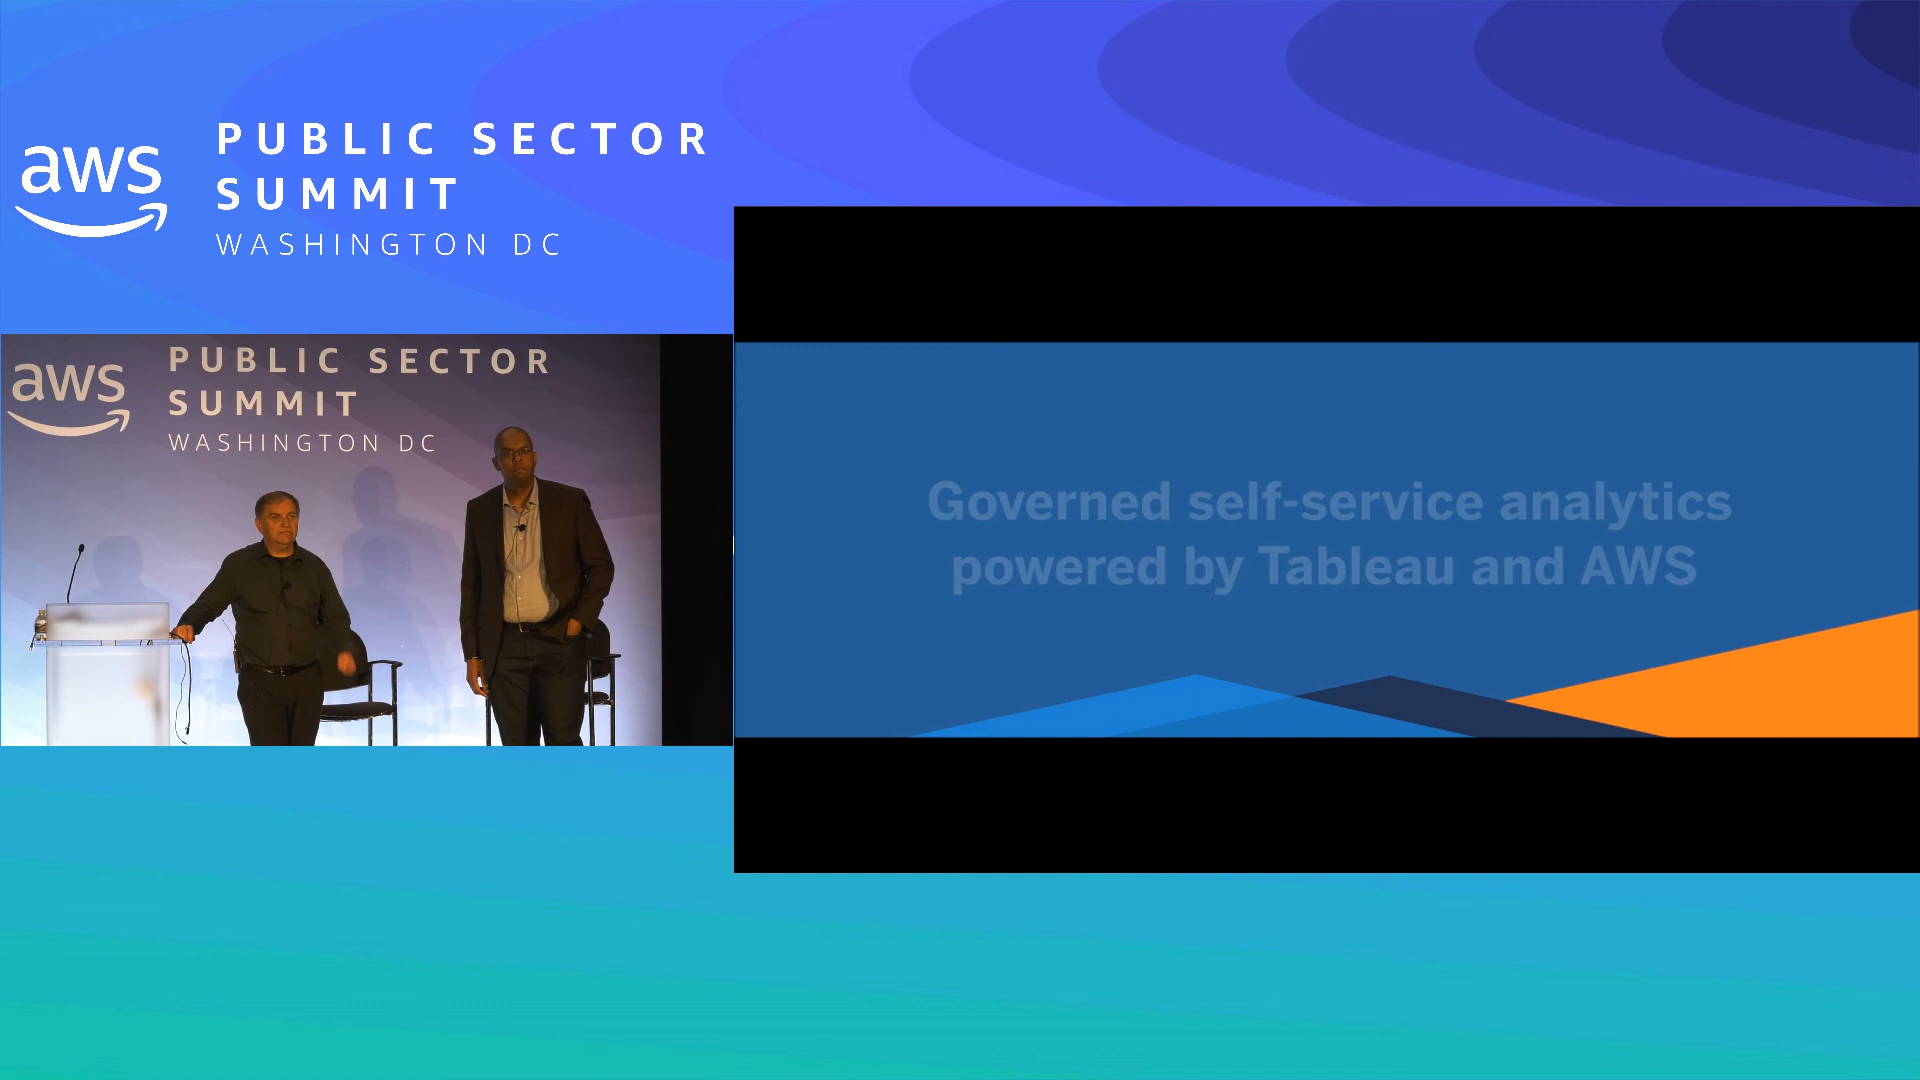 aws
PUBLIC SECTOR
SUMMIT
WASHINGTON DC
aws
PUBLIC SECTOR
SUMMIT
WASHINGTON DC
Governed self-service analytics
powered by Tableau and AWS